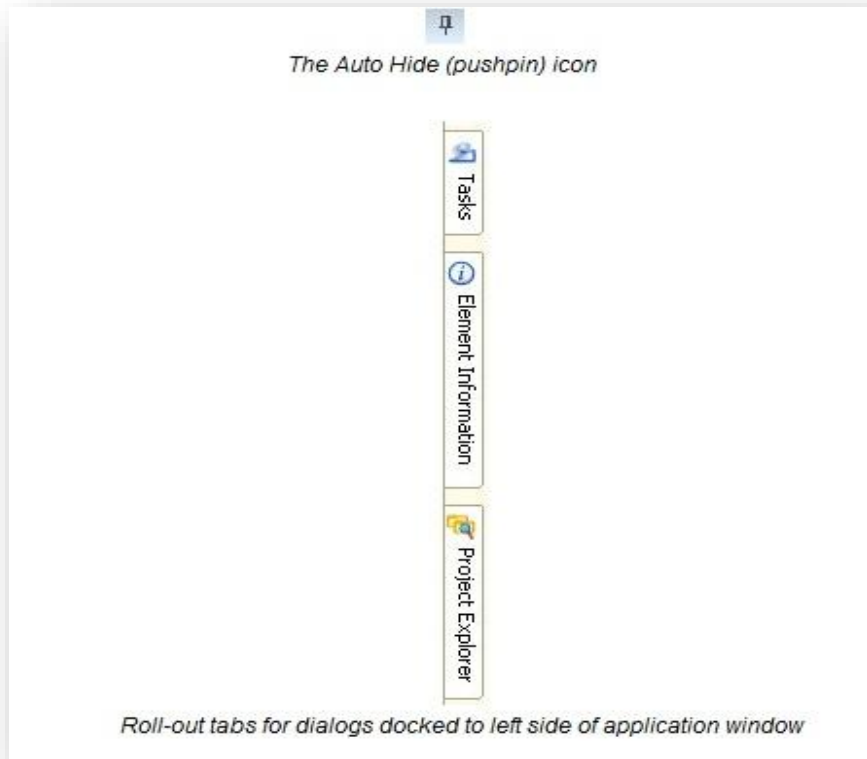 The Auto Hide (pushpin) icon
Tasks
Element Information
Project Explorer
Roll-out tabs for dialogs docked to left side of application window